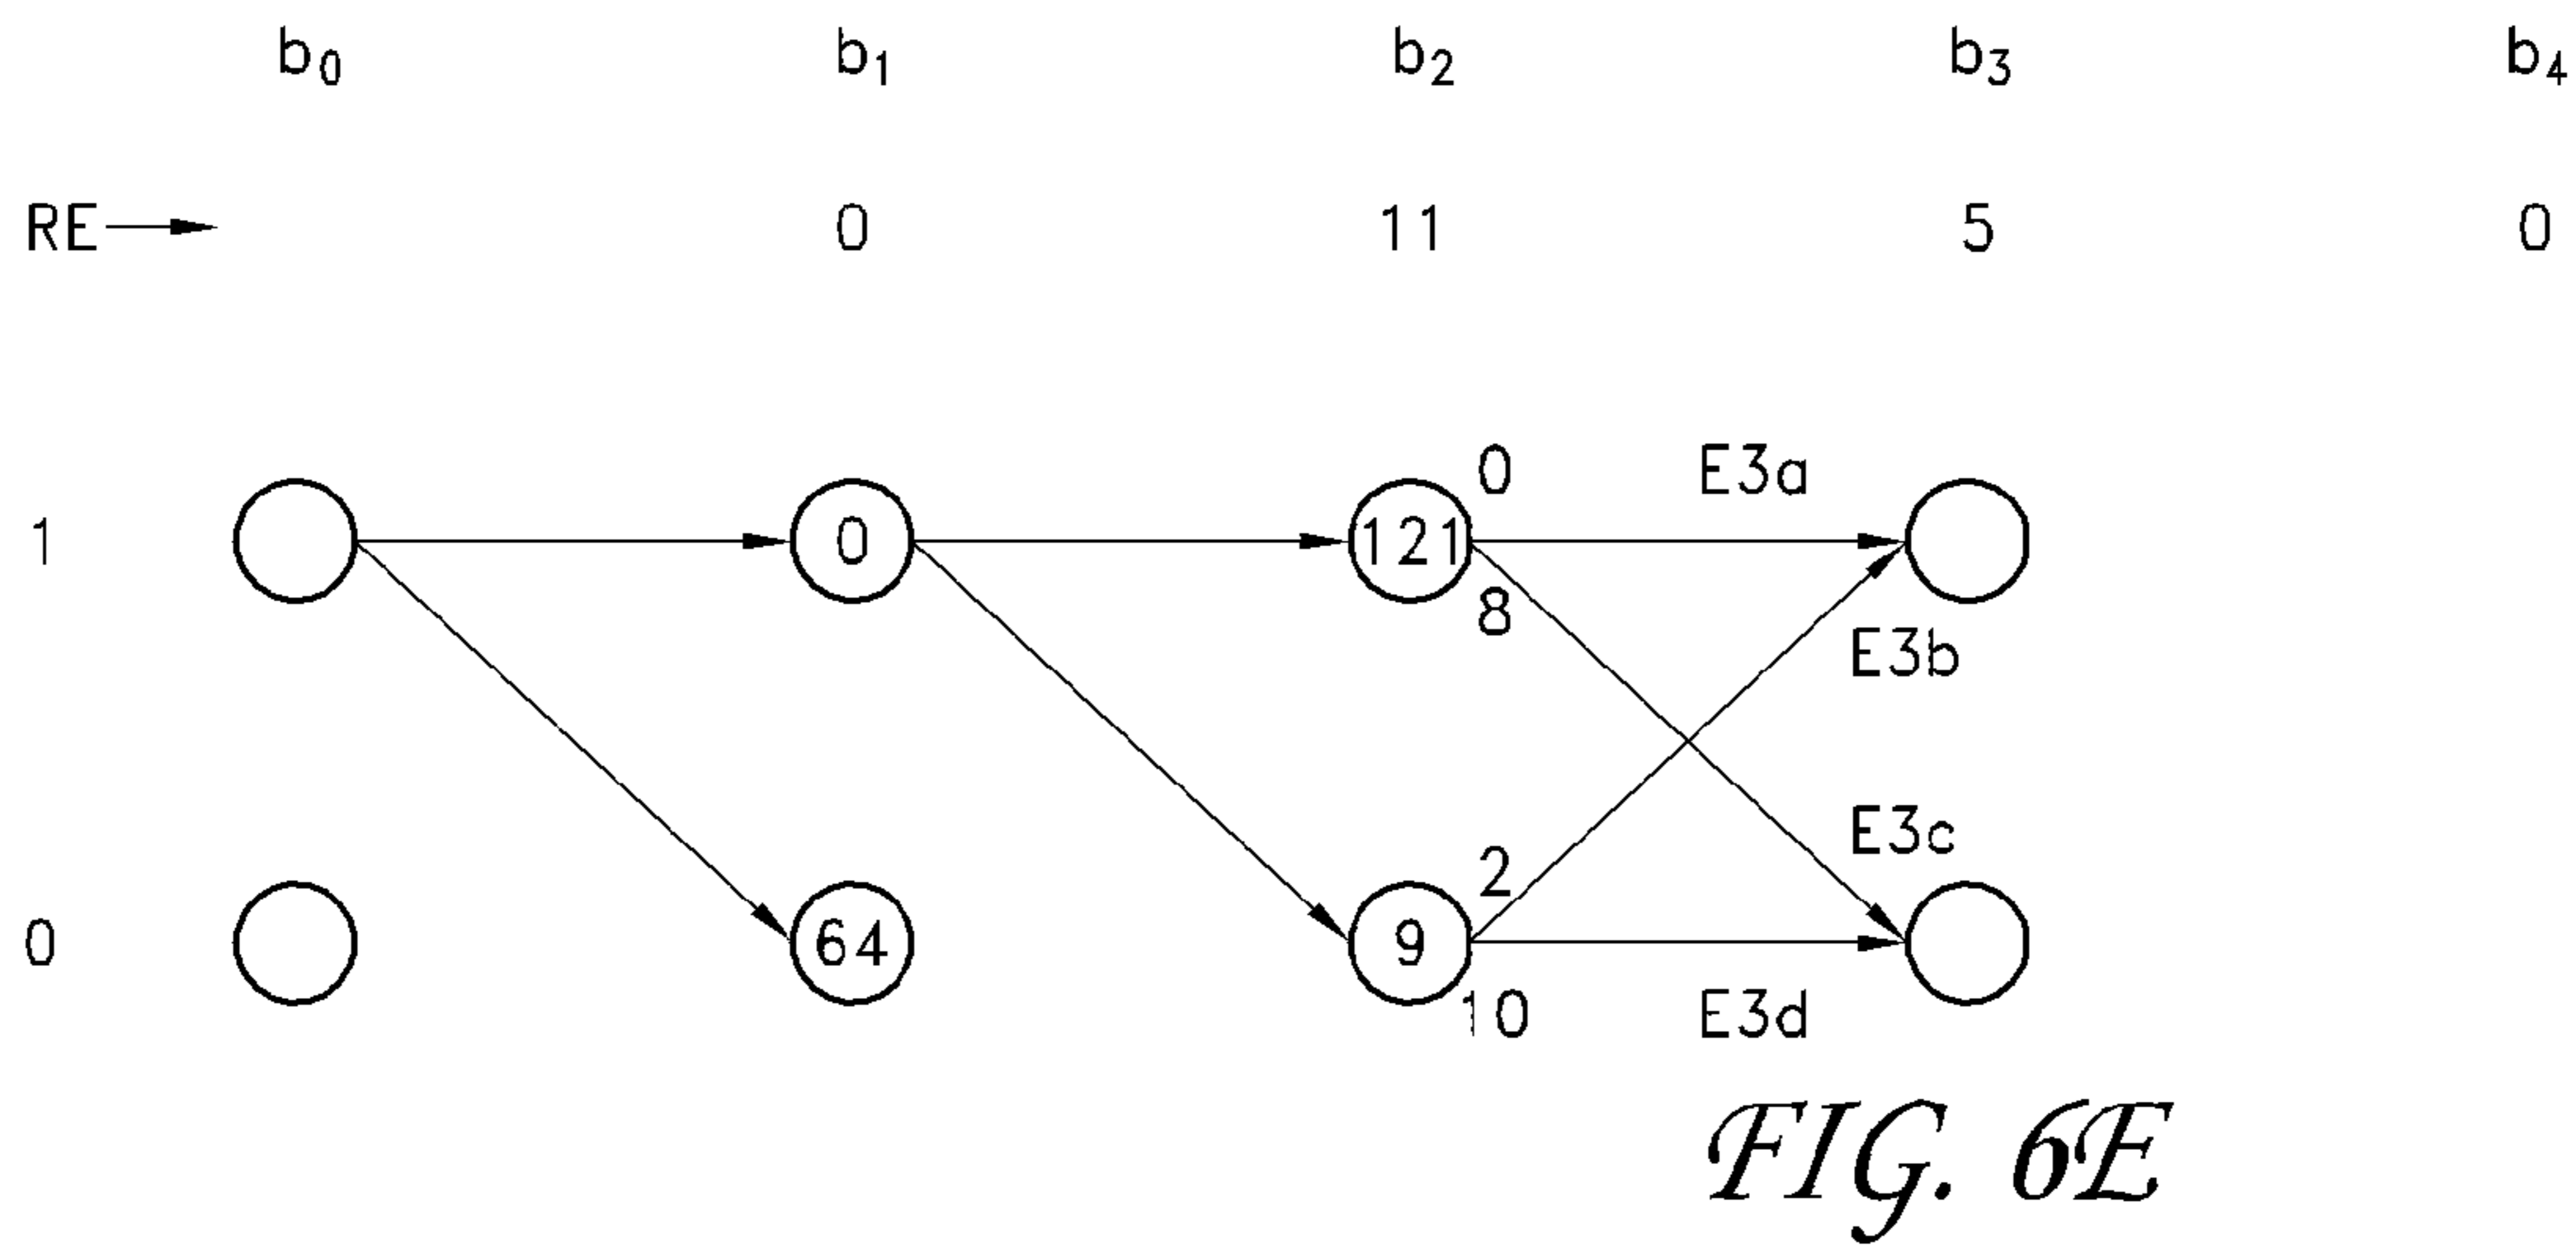 b₀ b₁ b₂ b₃ b₄
RE 0 11 5 0
0 E3a
1 0 121
8
E3b
E3c
2
0 64 9
10 E3d
FIG. 6E